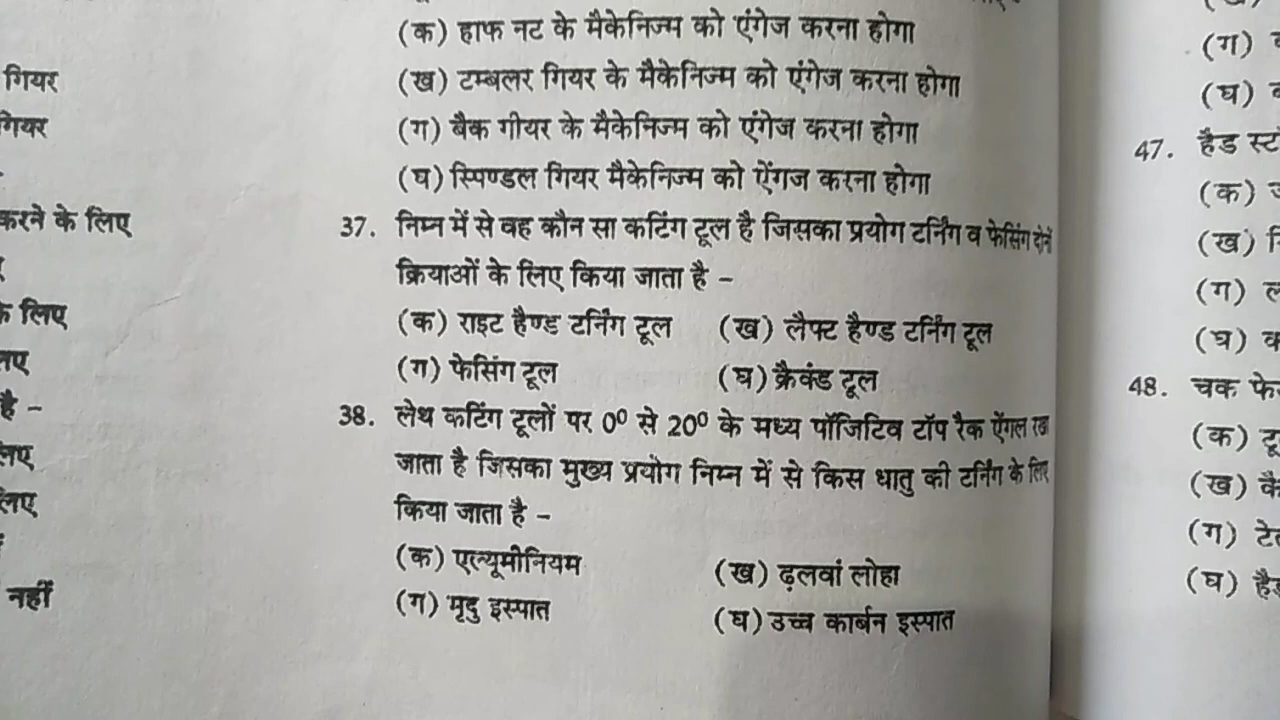 गियर
गियर
करने के लिए
के लिए
है –
नहीं
(क) हाफ नट के मैकेनिज्म को एंगेज करना होगा
(ख) टम्बलर गियर के मैकेनिज्म को एंगेज करना होगा
(ग) बैक गीयर के मैकेनिज्म को एंगेज करना होगा
(घ) स्पिण्डल गियर मैकेनिज्म को ऐंगज करना होगा
37. निम्न में से वह कौन सा कटिंग टूल है जिसका प्रयोग टर्निंग व फेसिंग दोनों
क्रियाओं के लिए किया जाता है –
(क) राइट हैण्ड टर्निंग टूल (ख) लैफ्ट हैण्ड टर्निंग टूल
(ग) फेसिंग टूल (घ) क्रैक्ंड टूल
38. लेथ कटिंग टूलों पर 0⁰ से 20⁰ के मध्य पॉजिटिव टॉप रैक ऐंगल रखा
जाता है जिसका मुख्य प्रयोग निम्न में से किस धातु की टर्निंग के लिए
किया जाता है –
(क) एल्यूमीनियम (ख) ढ़लवां लोहा
(ग) मृदु इस्पात (घ) उच्च कार्बन इस्पात
(ग)
(घ)
47. हैड
(क)
(ख)
(ग)
(घ)
48. चक
(क)
(ख)
(ग)
(घ)